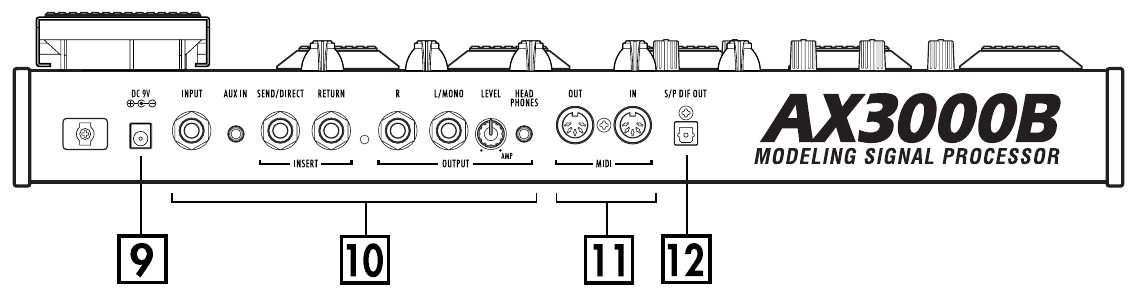 DC 9V
INPUT
AUX IN
SEND/DIRECT
RETURN
R
L/MONO
LEVEL
HEAD
PHONES
OUT
IN
S/P DIF OUT
AMP
INSERT
OUTPUT
MIDI
AX3000B
MODELING SIGNAL PROCESSOR
9
10
11
12